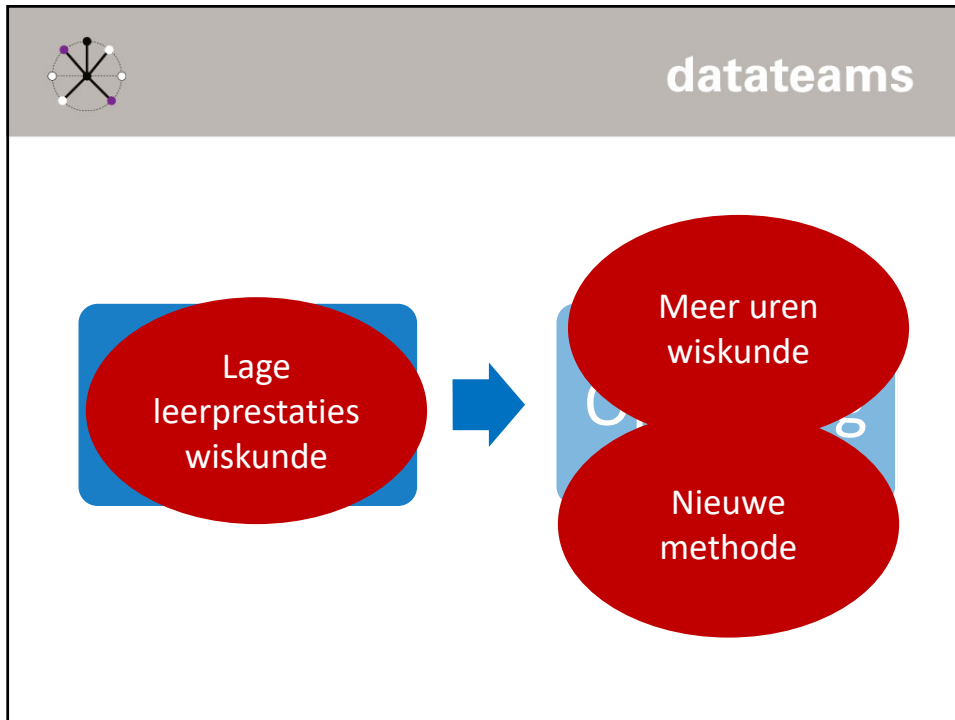 datateams
Lage
leerprestaties
wiskunde
Meer uren
wiskunde
Nieuwe
methode